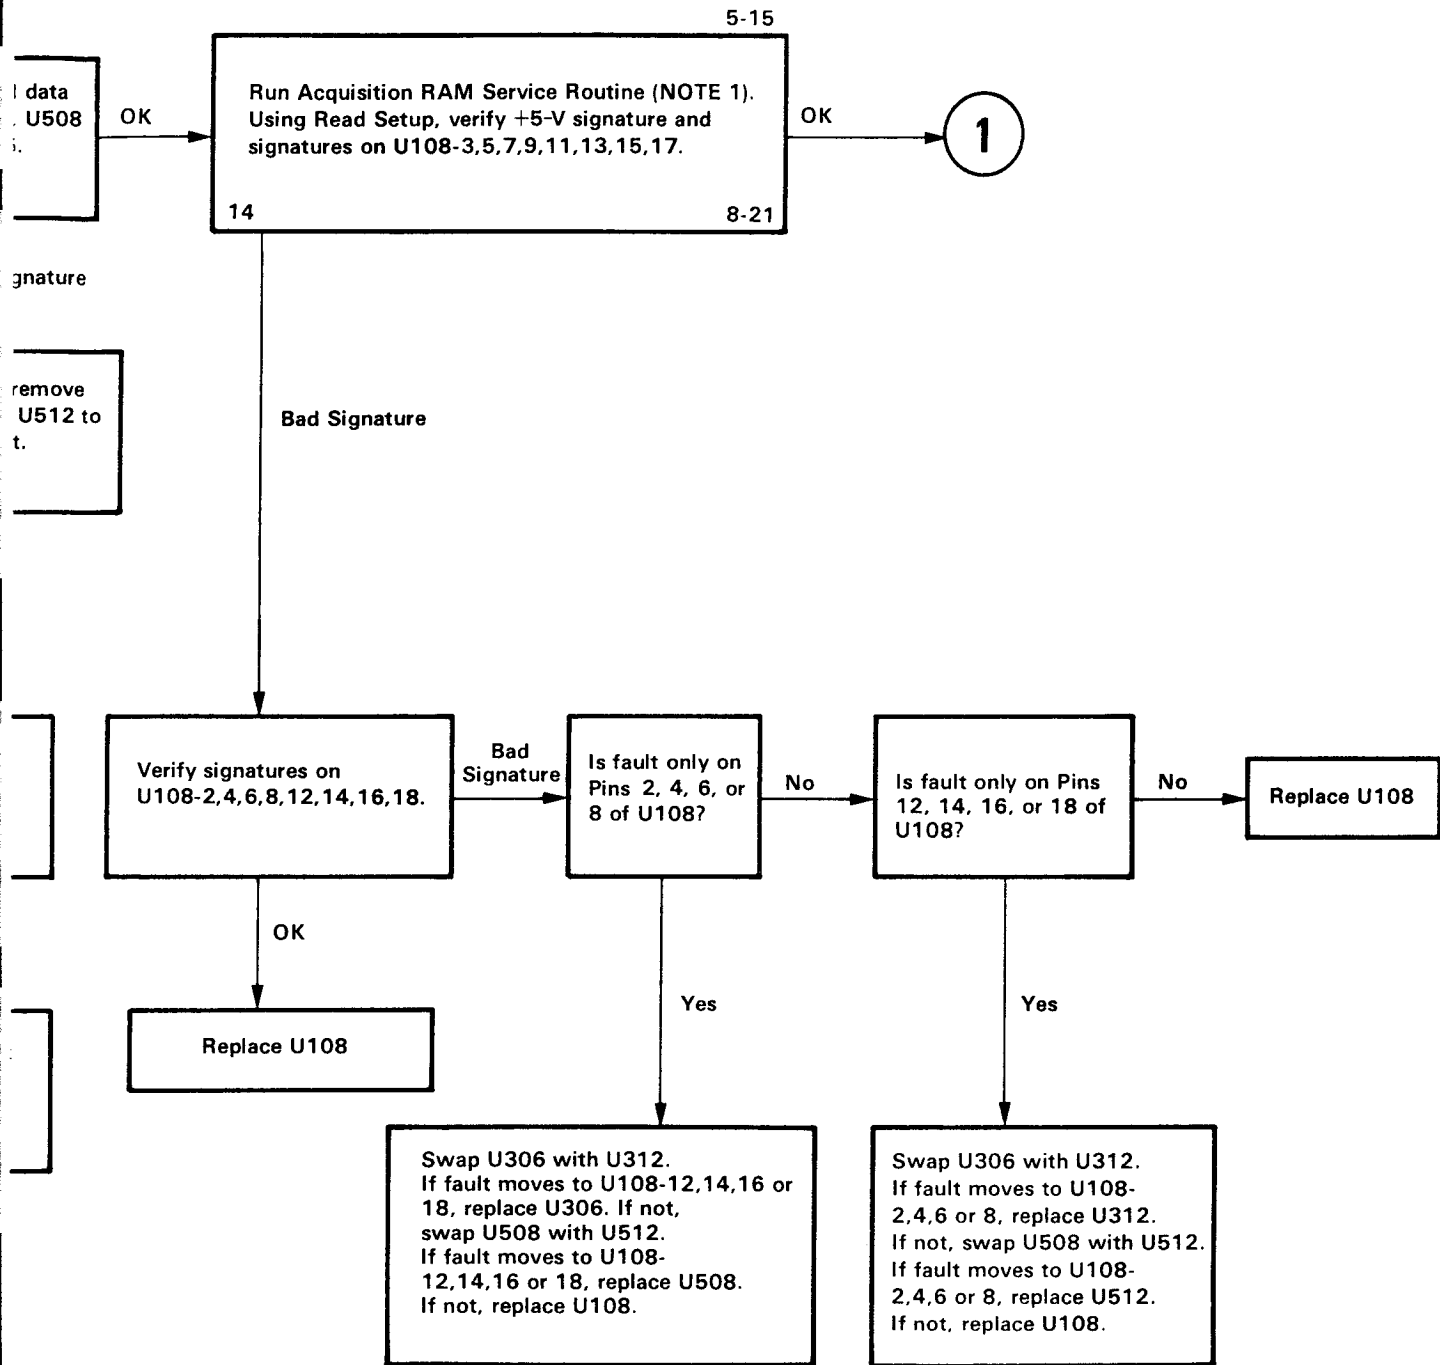 5-15
data
U508
OK
Run Acquisition RAM Service Routine (NOTE 1).
Using Read Setup, verify +5-V signature and
signatures on U108-3,5,7,9,11,13,15,17.
14
8-21
OK
1
gnature
remove
U512 to
t.
Bad Signature
Verify signatures on
U108-2,4,6,8,12,14,16,18.
Bad
Signature
Is fault only on
Pins 2, 4, 6, or
8 of U108?
No
Is fault only on Pins
12, 14, 16, or 18 of
U108?
No
Replace U108
OK
Replace U108
Yes
Yes
Swap U306 with U312.
If fault moves to U108-12,14,16 or
18, replace U306. If not,
swap U508 with U512.
If fault moves to U108-
12,14,16 or 18, replace U508.
If not, replace U108.
Swap U306 with U312.
If fault moves to U108-
2,4,6 or 8, replace U312.
If not, swap U508 with U512.
If fault moves to U108-
2,4,6 or 8, replace U512.
If not, replace U108.